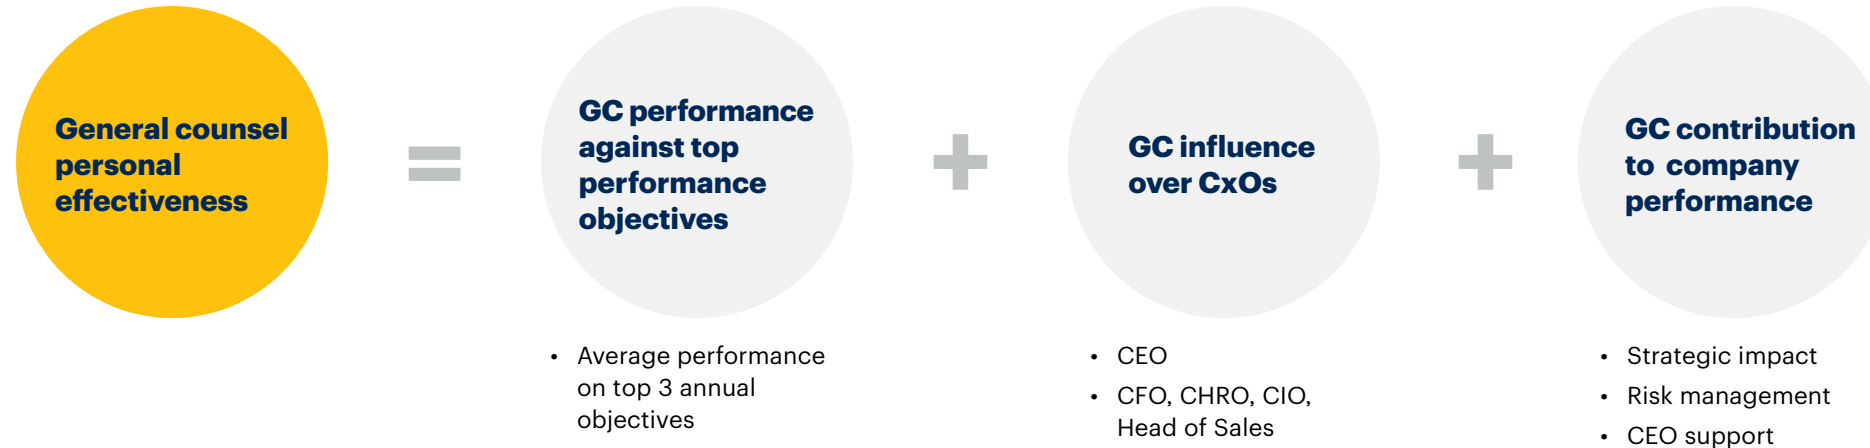 General counsel
personal
effectiveness
=
GC performance
against top
performance
objectives
• Average performance
on top 3 annual
objectives
+
GC influence
over CxOs
• CEO
• CFO, CHRO, CIO,
Head of Sales
+
GC contribution
to company
performance
• Strategic impact
• Risk management
• CEO support